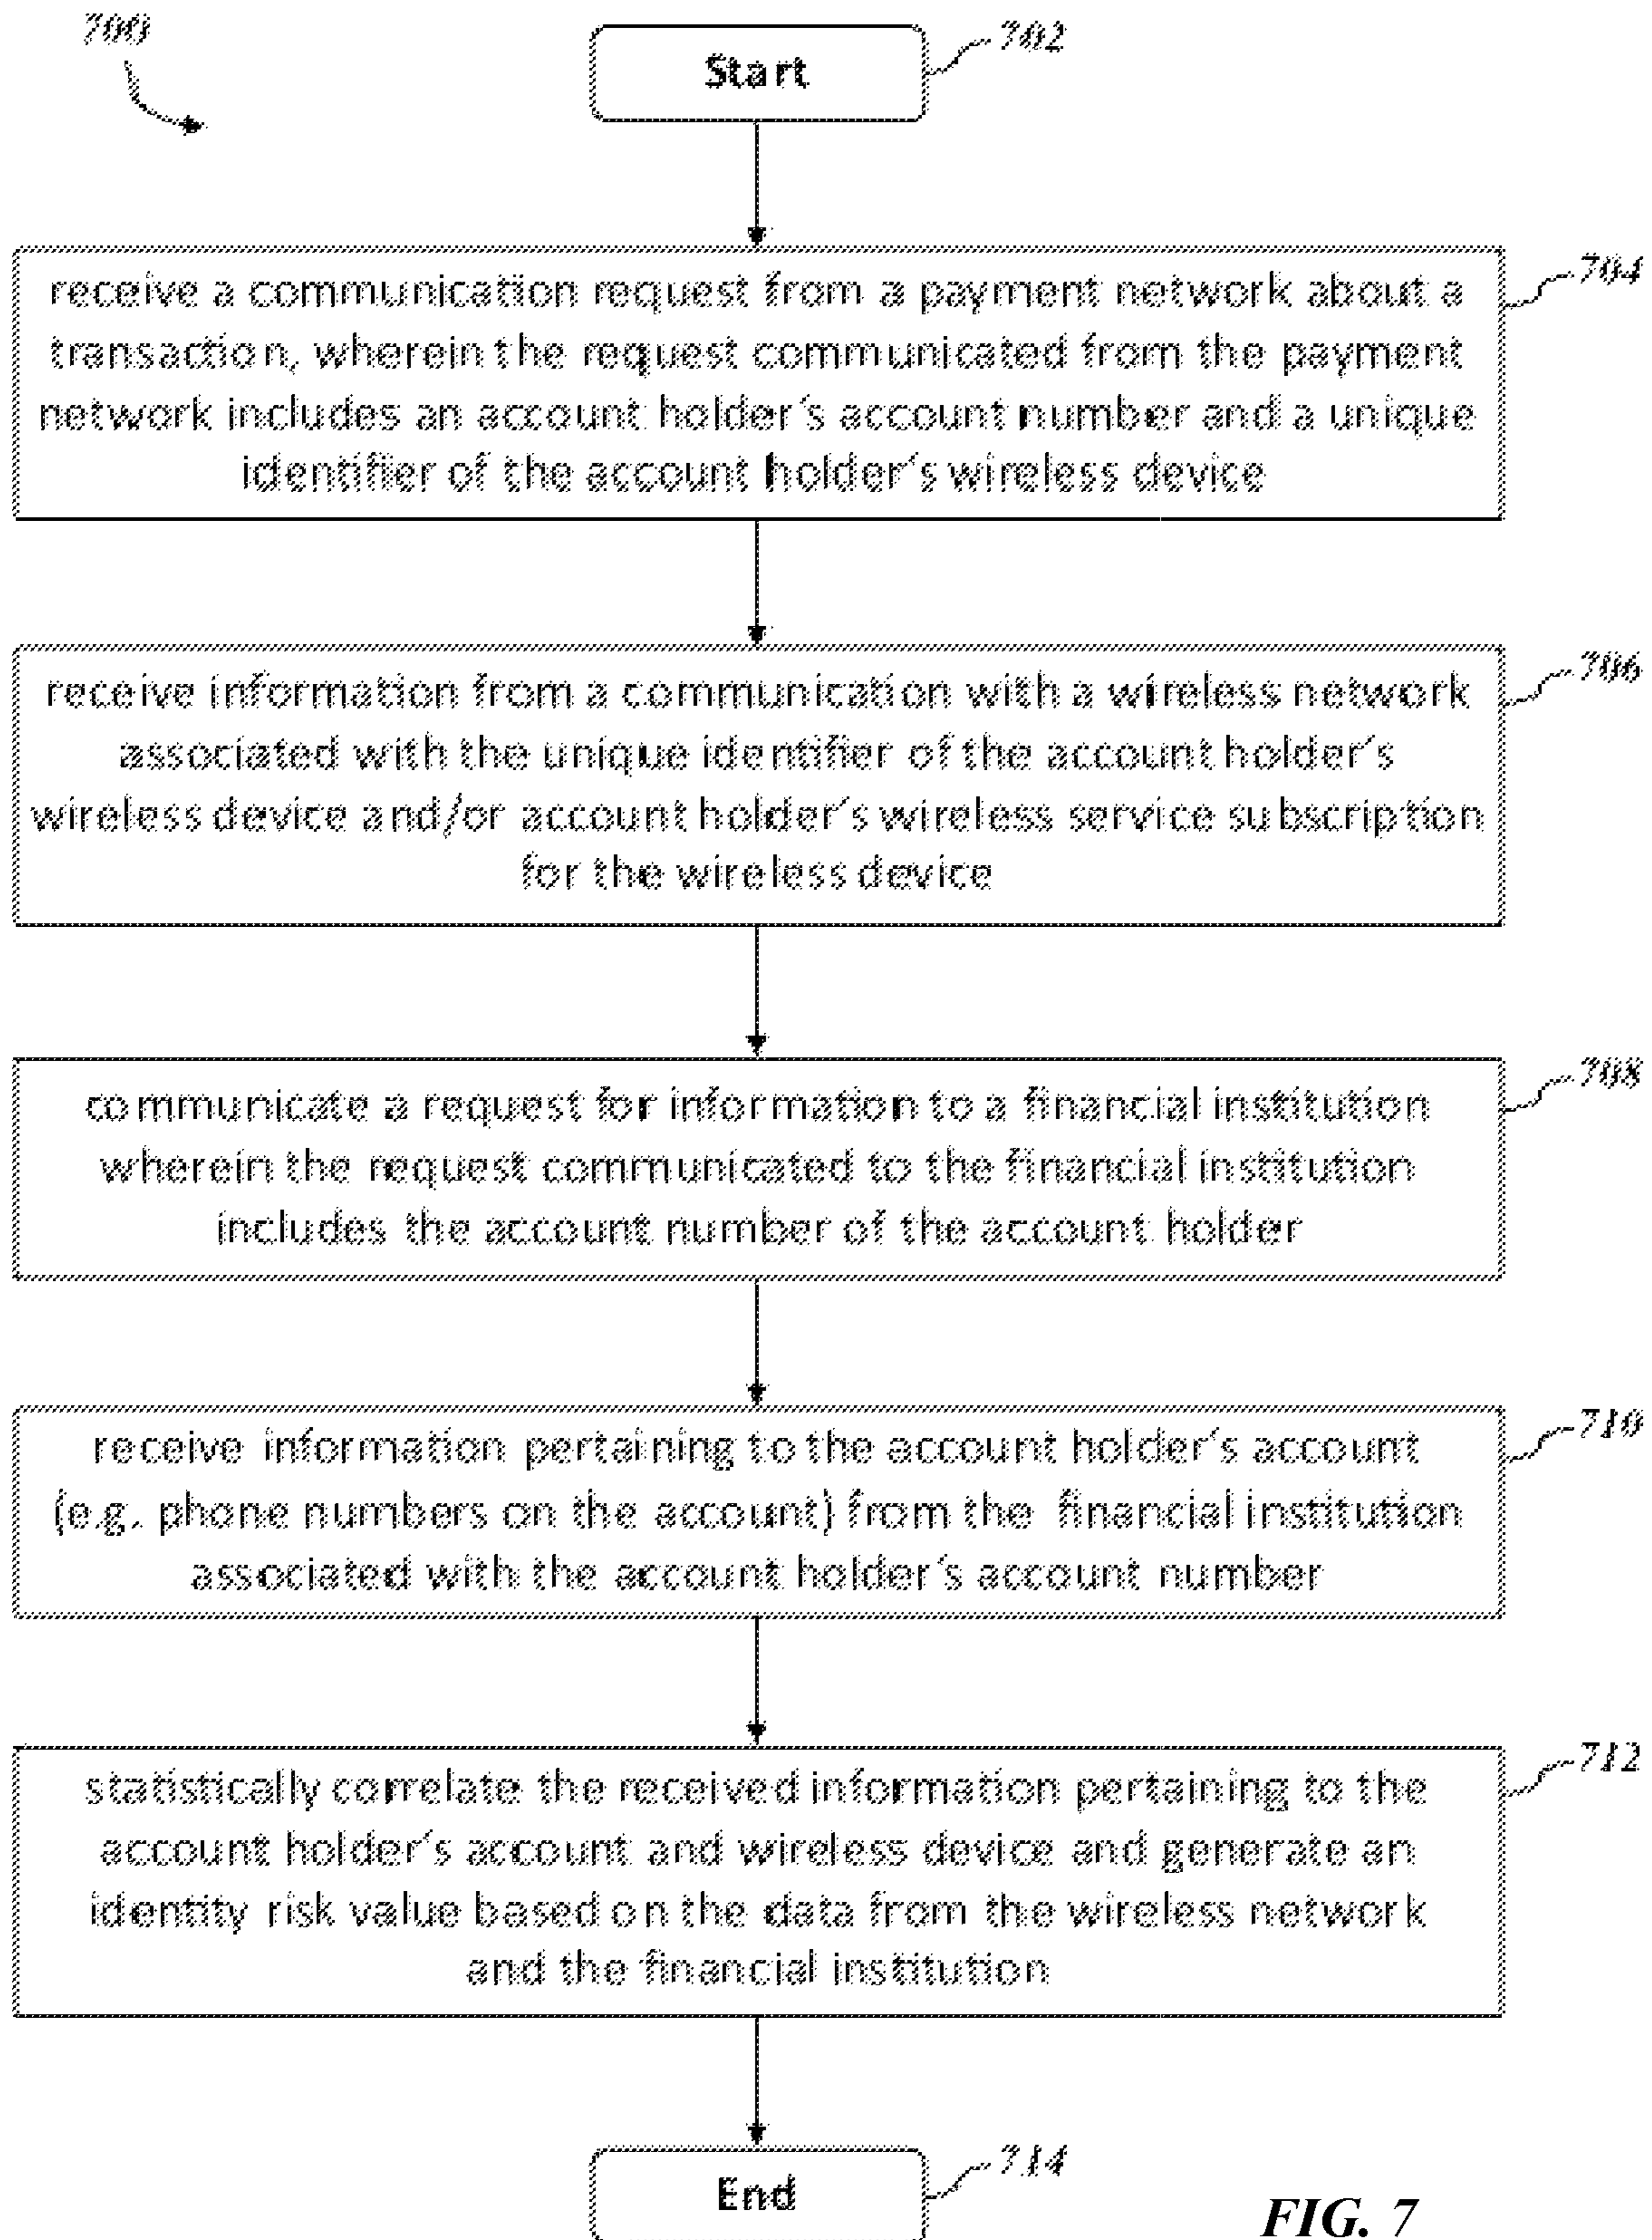 700
Start
702
receive a communication request from a payment network about a
transaction, wherein the request communicated from the payment
network includes an account holder's account number and a unique
identifier of the account holder's wireless device
704
receive information from a communication with a wireless network
associated with the unique identifier of the account holder's
wireless device and/or account holder's wireless service subscription
for the wireless device
706
communicate a request for information to a financial institution
wherein the request communicated to the financial institution
includes the account number of the account holder
708
receive information pertaining to the account holder's account
(e.g. phone numbers on the account) from the financial institution
associated with the account holder's account number
710
statistically correlate the received information pertaining to the
account holder's account and wireless device and generate an
identity risk value based on the data from the wireless network
and the financial institution
712
End
714
FIG. 7